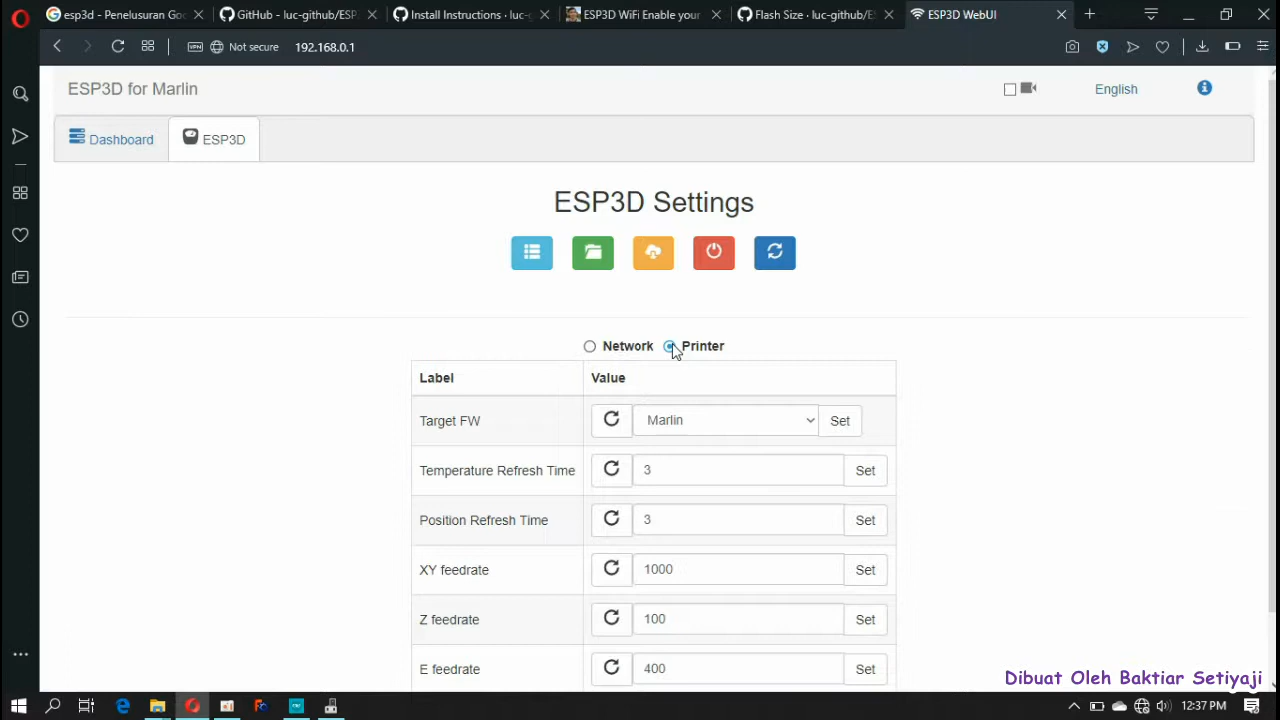 esp3d - Penelusuran Goo
GitHub - luc-github/ESP
Install Instructions · luc-g
ESP3D WiFi Enable your
Flash Size · luc-github/ES
ESP3D WebUI
VPN
Not secure
192.168.0.1
ESP3D for Marlin
English
Dashboard
ESP3D
ESP3D Settings
Network
Printer
Label
Value
Target FW
Marlin
Set
Temperature Refresh Time
3
Set
Position Refresh Time
3
Set
XY feedrate
1000
Set
Z feedrate
100
Set
E feedrate
400
Set
Dibuat Oleh Baktiar Setiyaji
12:37 PM